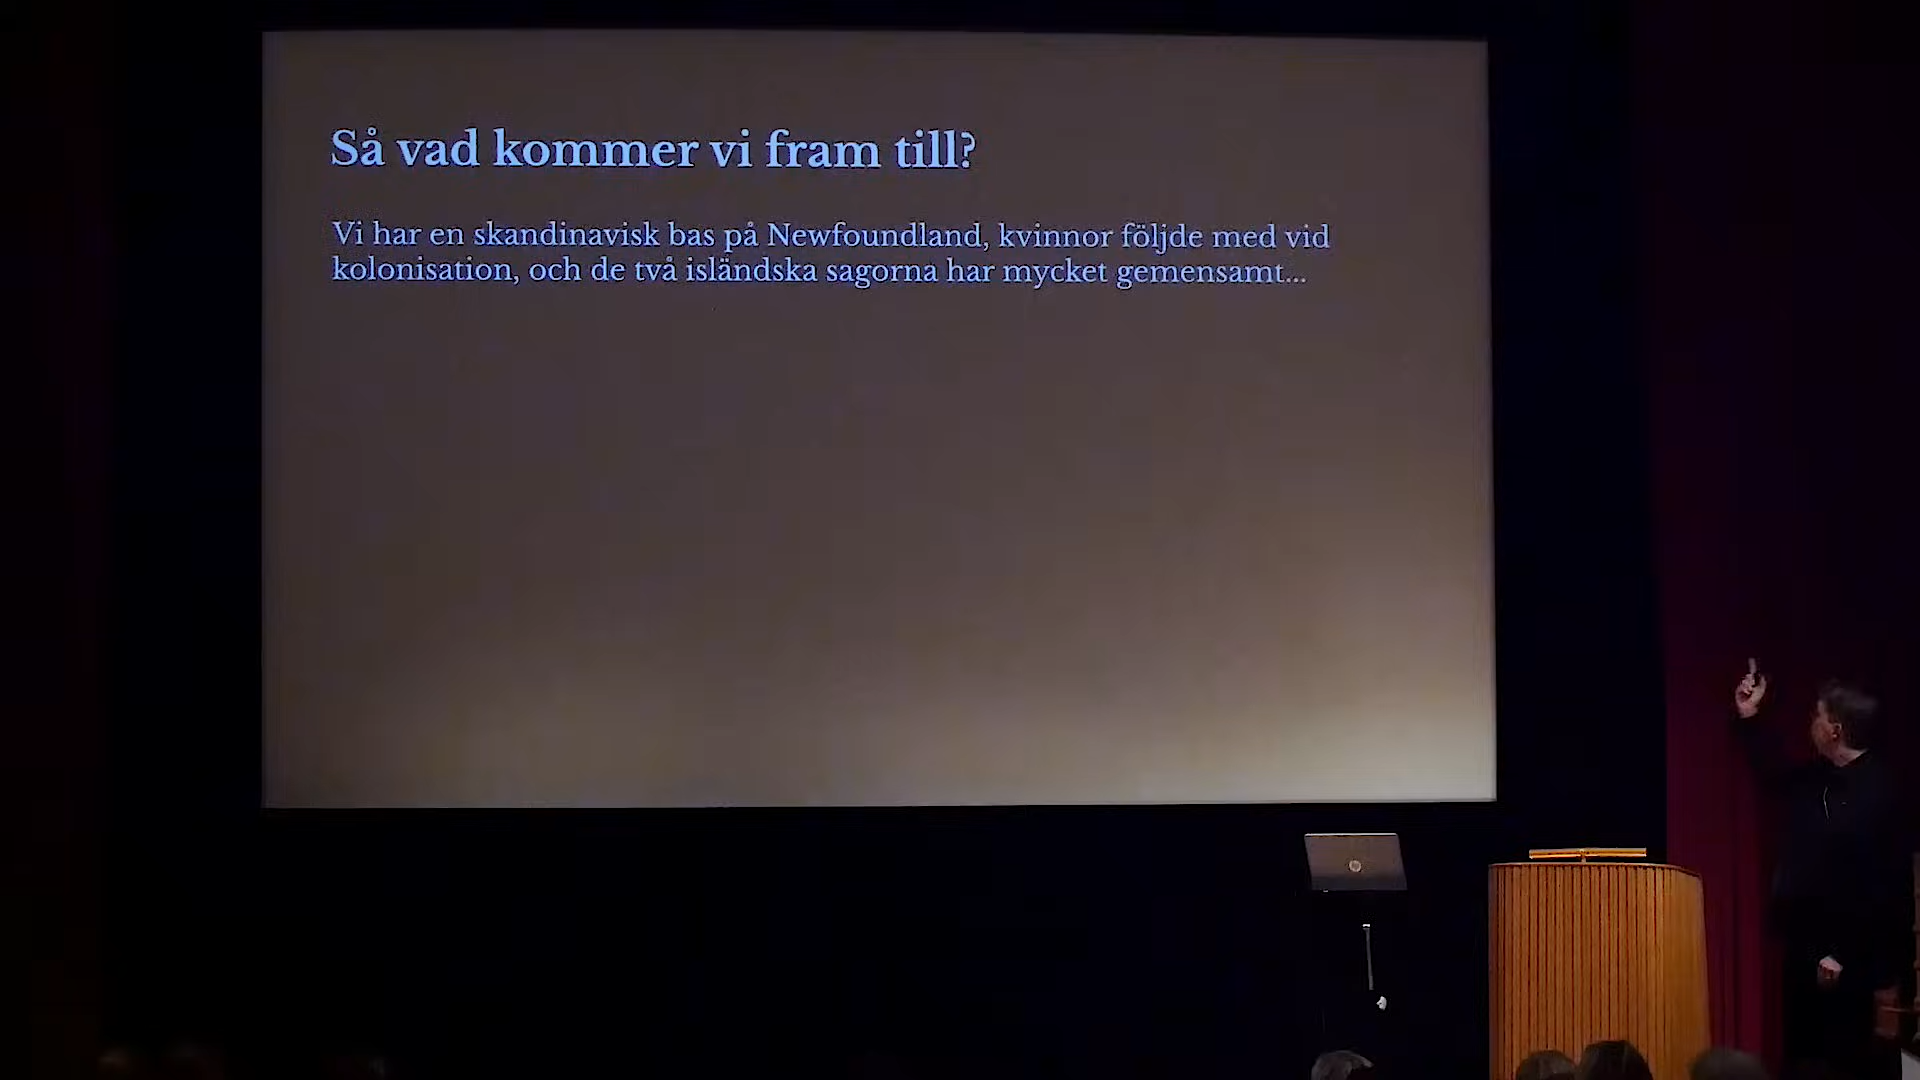 Så vad kommer vi fram till?
Vi har en skandinavisk bas på Newfoundland, kvinnor följde med vid
kolonisation, och de två isländska sagorna har mycket gemensamt...